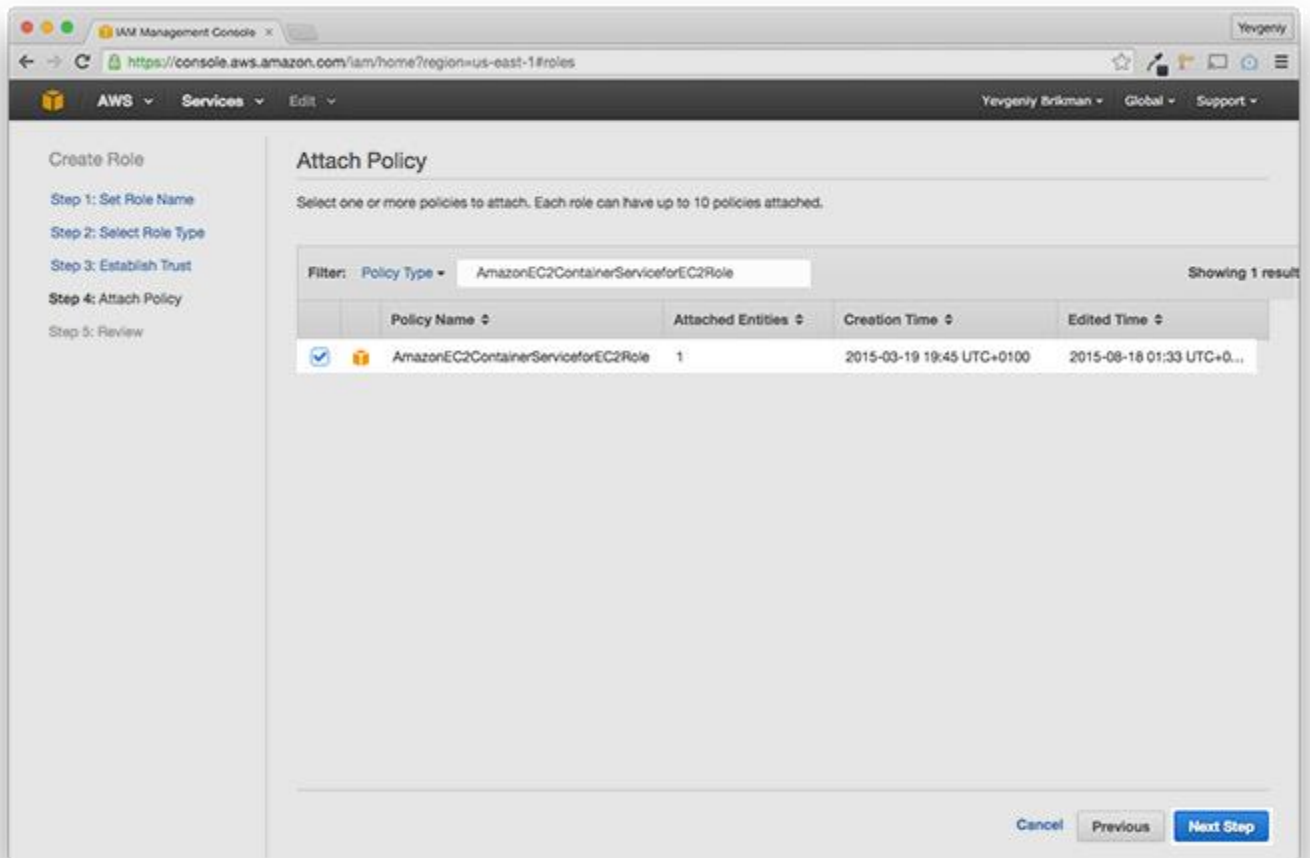 IAM Management Console ×
Yevgeniy
https://console.aws.amazon.com/iam/home?region=us-east-1#roles
AWS Services Edit Yevgeniy Brikman Global Support
Create Role
Step 1: Set Role Name
Step 2: Select Role Type
Step 3: Establish Trust
Step 4: Attach Policy
Step 5: Review
Attach Policy
Select one or more policies to attach. Each role can have up to 10 policies attached.
Filter: Policy Type AmazonEC2ContainerServiceforEC2Role Showing 1 result
Policy Name Attached Entities Creation Time Edited Time
AmazonEC2ContainerServiceforEC2Role 1 2015-03-19 19:45 UTC+0100 2015-08-18 01:33 UTC+0...
Cancel Previous Next Step